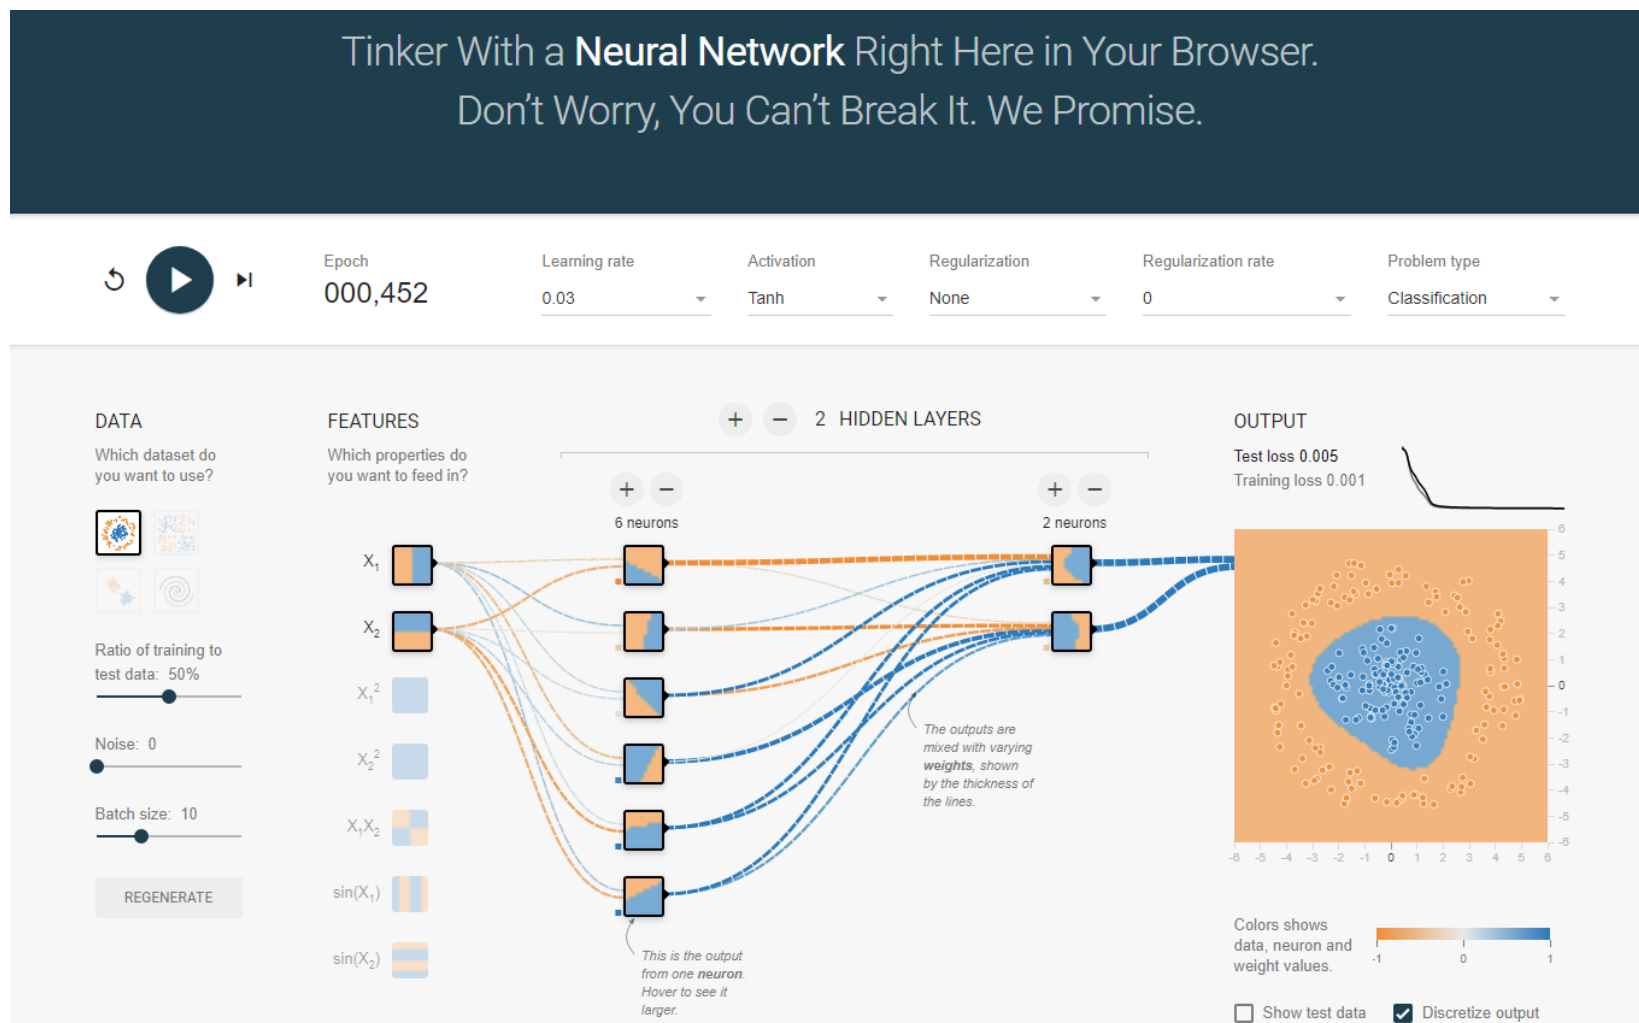 Tinker With a Neural Network Right Here in Your Browser.
Don't Worry, You Can't Break It. We Promise.
Epoch
000,452
Learning rate
0.03
Activation
Tanh
Regularization
None
Regularization rate
0
Problem type
Classification
DATA
Which dataset do
you want to use?
Ratio of training to
test data: 50%
Noise: 0
Batch size: 10
REGENERATE
FEATURES
Which properties do
you want to feed in?
X1
X2
X1²
X2²
X1X2
sin(X1)
sin(X2)
+ − 2 HIDDEN LAYERS
+ −
6 neurons
+ −
2 neurons
The outputs are
mixed with varying
weights, shown
by the thickness of
the lines.
This is the output
from one neuron.
Hover to see it
larger.
OUTPUT
Test loss 0.005
Training loss 0.001
6
5
4
3
2
1
0
-1
-2
-3
-4
-5
-6
-6 -5 -4 -3 -2 -1 0 1 2 3 4 5 6
Colors shows
data, neuron and
weight values.
-1 0 1
Show test data
Discretize output